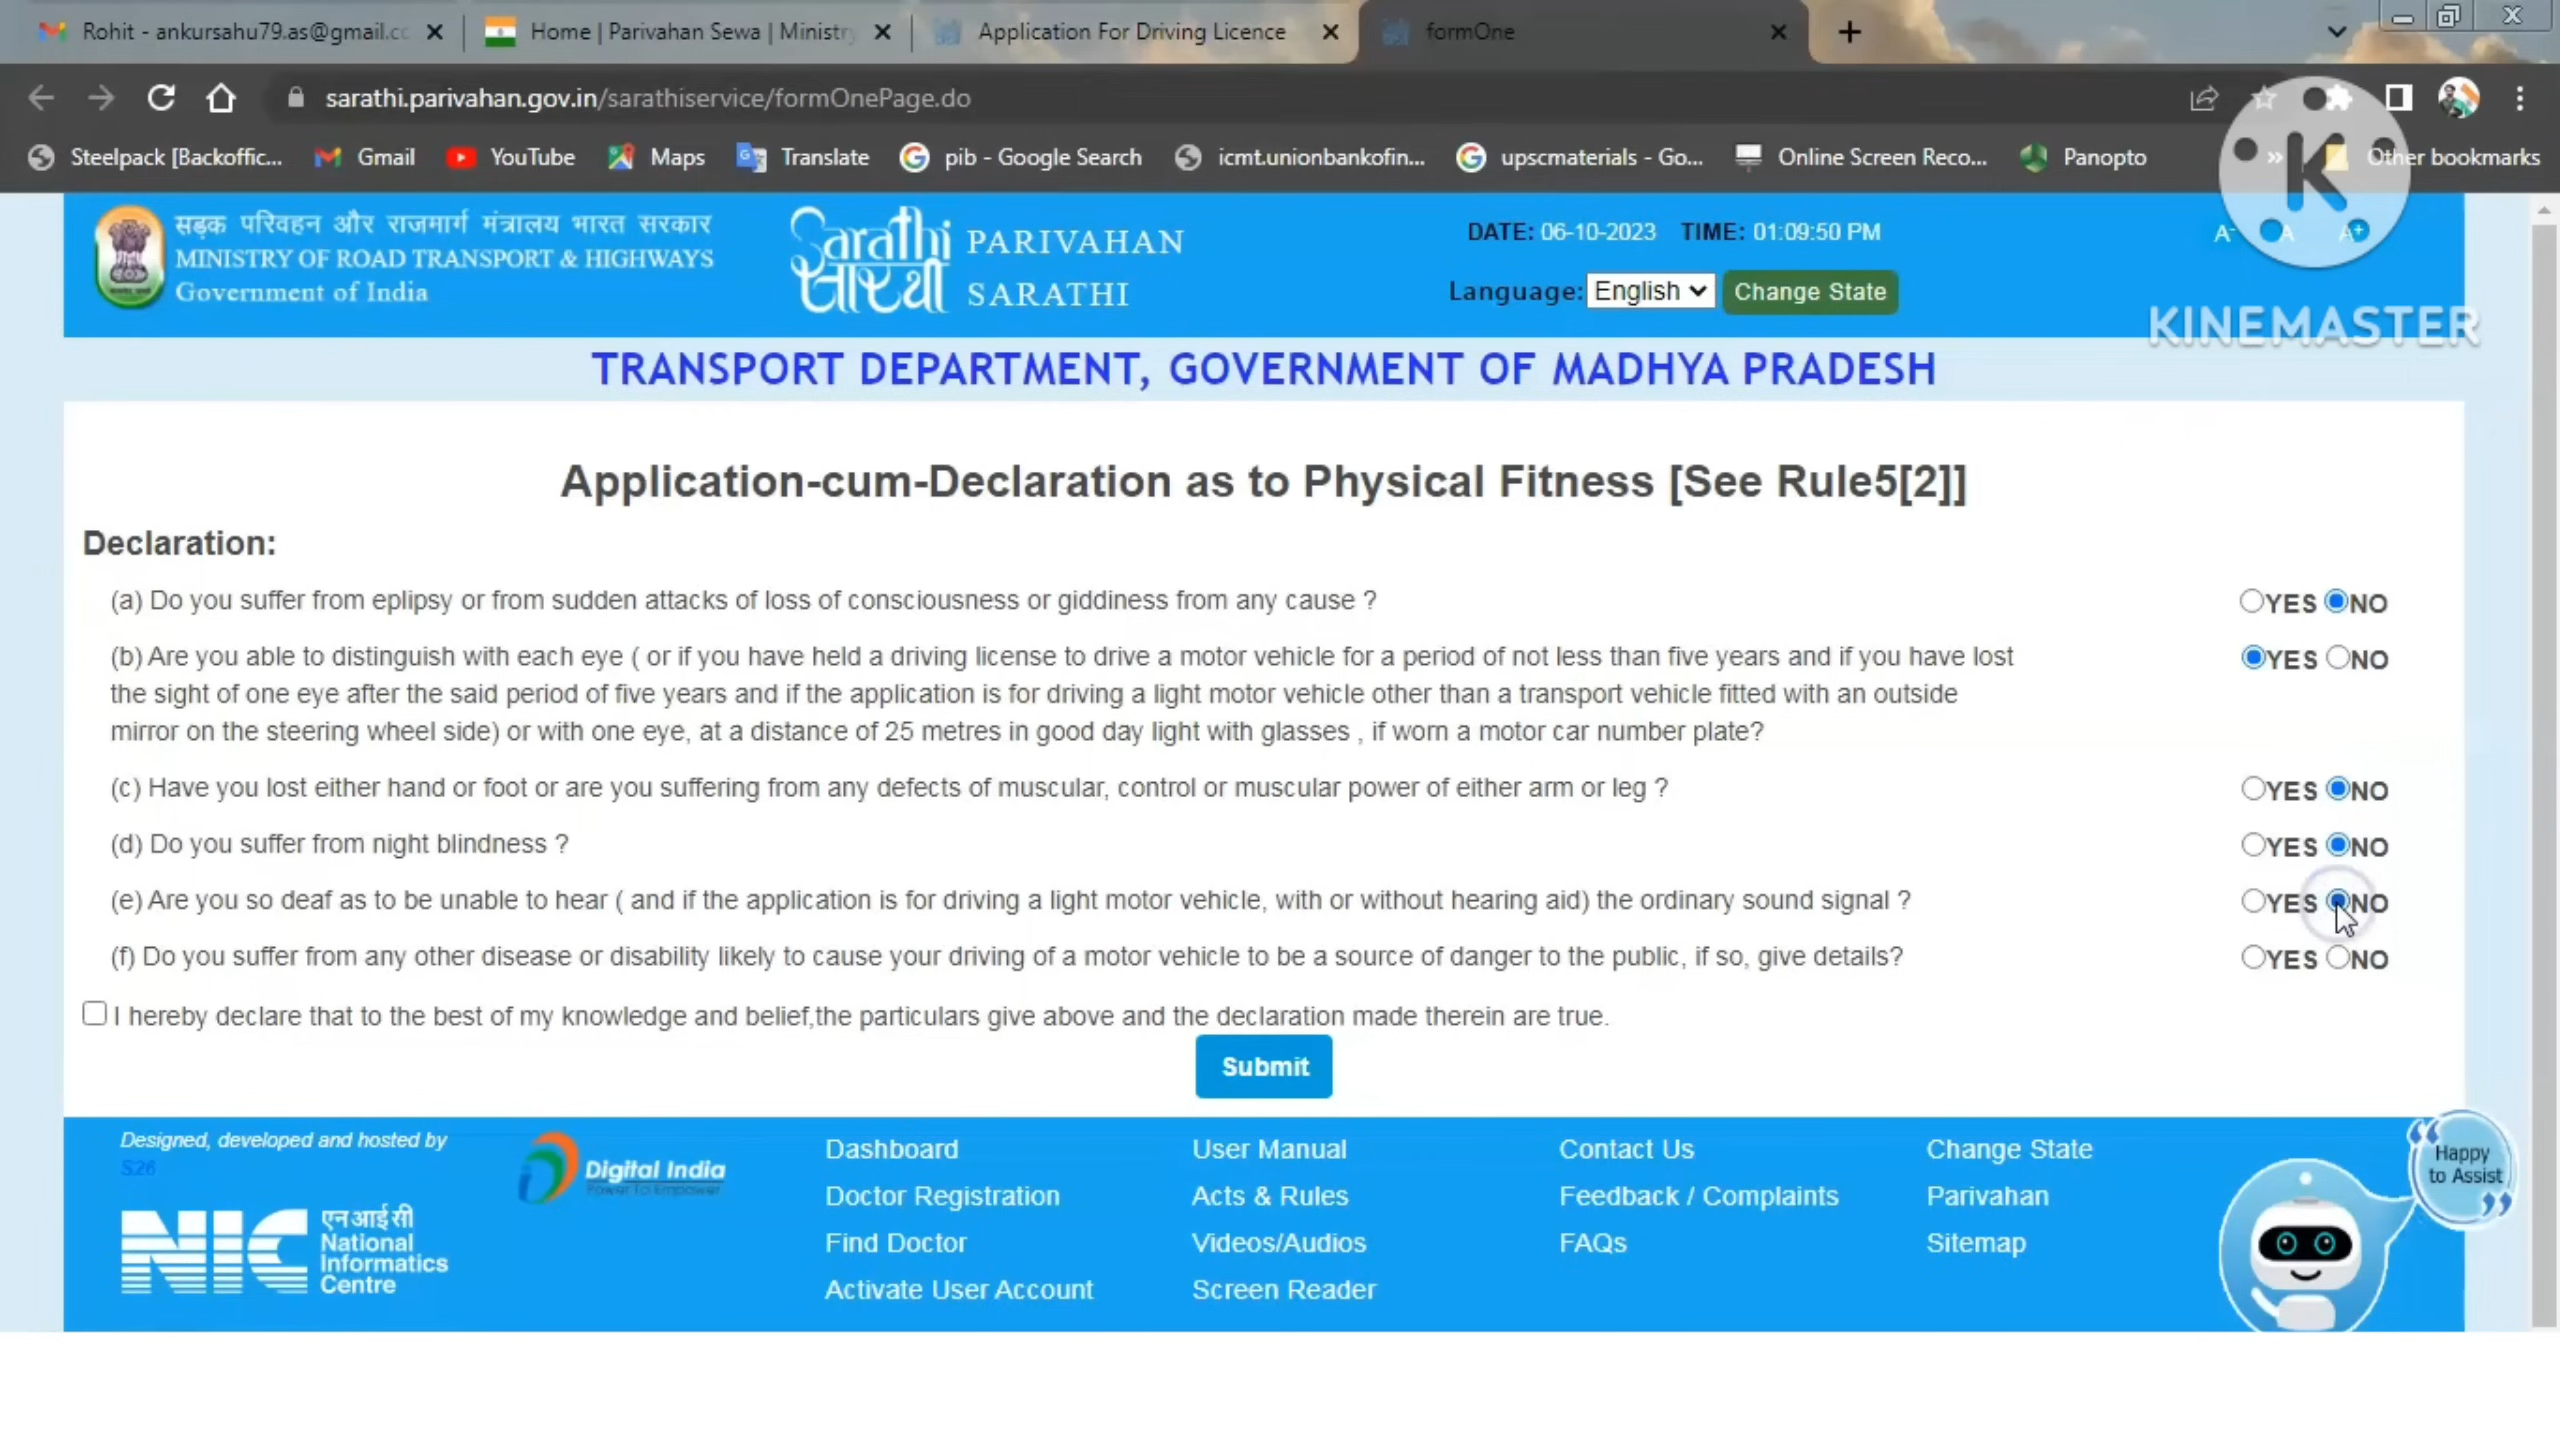 Rohit - ankursahu79.as@gmail.cc
Home | Parivahan Sewa | Ministry
Application For Driving Licence
formOne
sarathi.parivahan.gov.in/sarathiservice/formOnePage.do
Steelpack [Backoffic...
Gmail
YouTube
Maps
Translate
pib - Google Search
icmt.unionbankofin...
upscmaterials - Go...
Online Screen Reco...
Panopto
»
Other bookmarks
K
KINEMASTER
सड़क परिवहन और राजमार्ग मंत्रालय भारत सरकार
MINISTRY OF ROAD TRANSPORT & HIGHWAYS
Government of India
Sarathi
सारथी
PARIVAHAN
SARATHI
DATE: 06-10-2023 TIME: 01:09:50 PM
Language: English Change State
A- A A+
TRANSPORT DEPARTMENT, GOVERNMENT OF MADHYA PRADESH
Application-cum-Declaration as to Physical Fitness [See Rule5[2]]
Declaration:
(a) Do you suffer from eplipsy or from sudden attacks of loss of consciousness or giddiness from any cause ? YES NO
(b) Are you able to distinguish with each eye ( or if you have held a driving license to drive a motor vehicle for a period of not less than five years and if you have lost YES NO
the sight of one eye after the said period of five years and if the application is for driving a light motor vehicle other than a transport vehicle fitted with an outside
mirror on the steering wheel side) or with one eye, at a distance of 25 metres in good day light with glasses , if worn a motor car number plate?
(c) Have you lost either hand or foot or are you suffering from any defects of muscular, control or muscular power of either arm or leg ? YES NO
(d) Do you suffer from night blindness ? YES NO
(e) Are you so deaf as to be unable to hear ( and if the application is for driving a light motor vehicle, with or without hearing aid) the ordinary sound signal ? YES NO
(f) Do you suffer from any other disease or disability likely to cause your driving of a motor vehicle to be a source of danger to the public, if so, give details? YES NO
I hereby declare that to the best of my knowledge and belief,the particulars give above and the declaration made therein are true.
Submit
Designed, developed and hosted by
S26
NIC
एन आई सी
National
Informatics
Centre
Digital India
Power To Empower
Dashboard
Doctor Registration
Find Doctor
Activate User Account
User Manual
Acts & Rules
Videos/Audios
Screen Reader
Contact Us
Feedback / Complaints
FAQs
Change State
Parivahan
Sitemap
Happy
to Assist